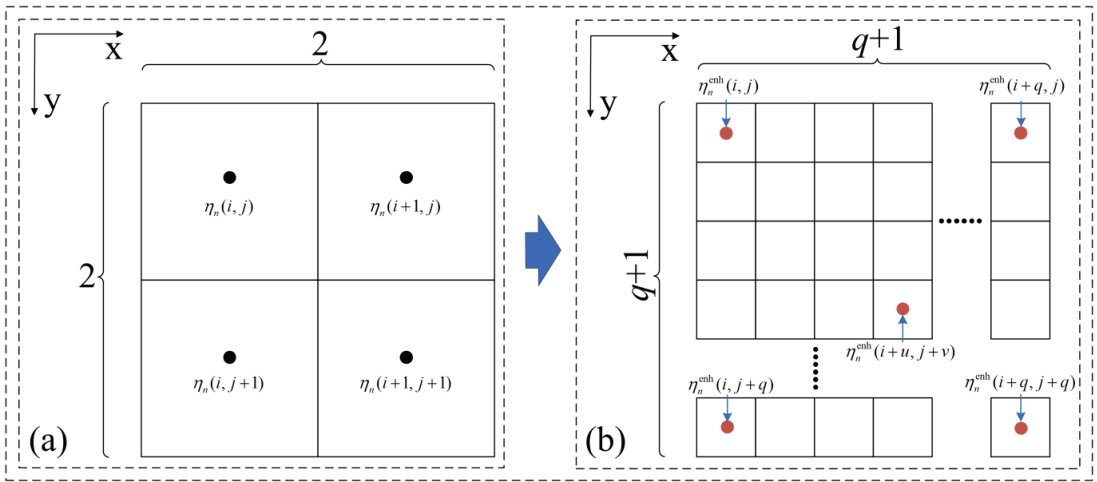 x
y
2
2
η_n(i, j)
η_n(i+1, j)
η_n(i, j+1)
η_n(i+1, j+1)
(a)
x
y
q+1
q+1
η_n^enh(i, j)
η_n^enh(i+q, j)
η_n^enh(i+u, j+v)
η_n^enh(i, j+q)
η_n^enh(i+q, j+q)
(b)